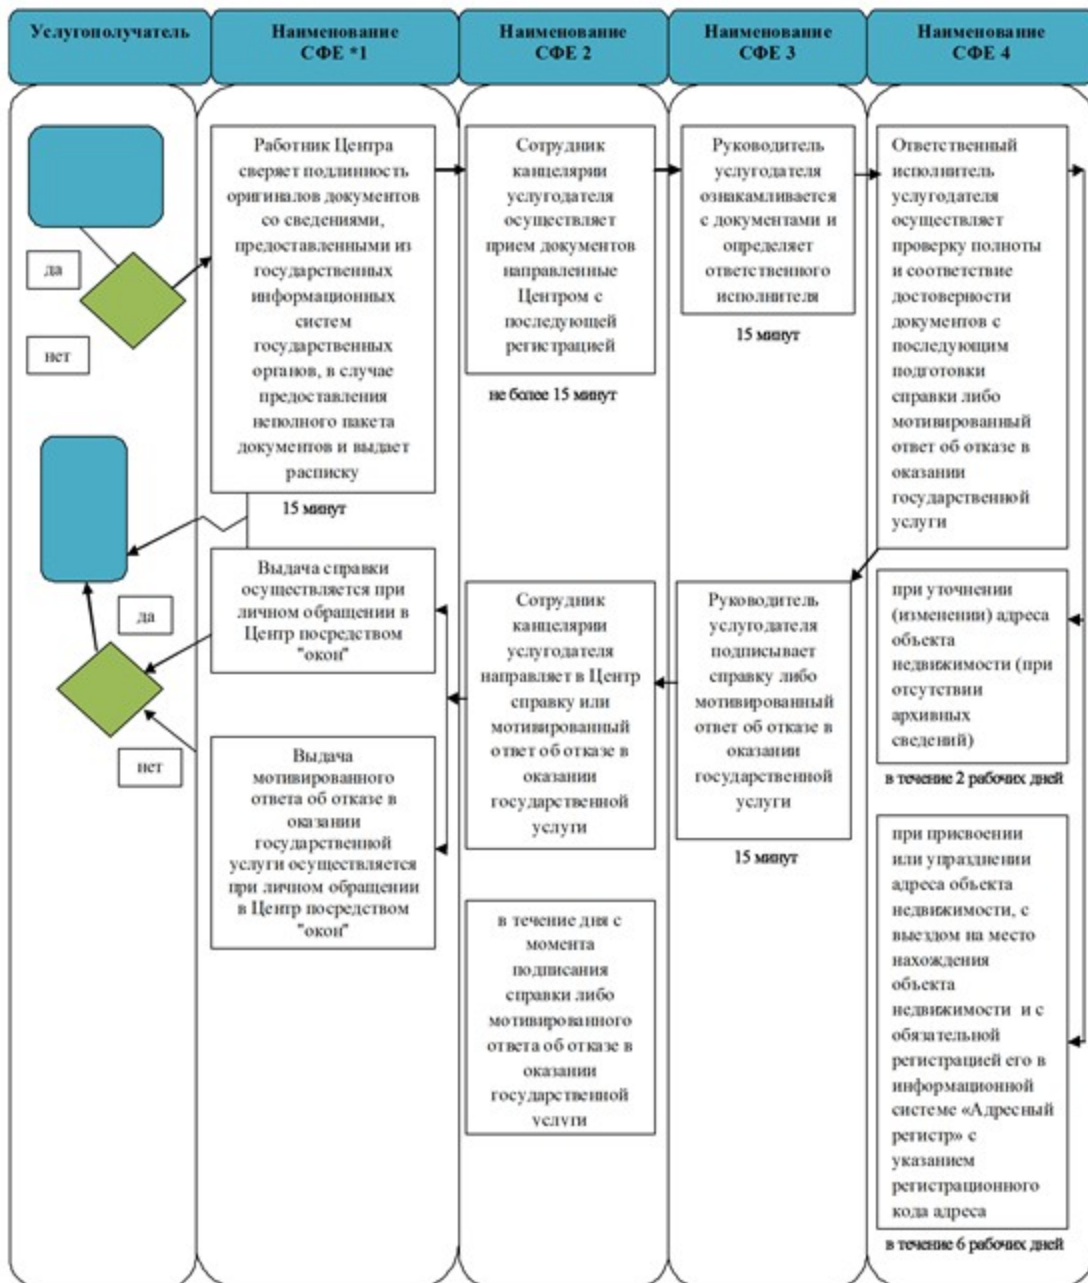 Услугополучатель
Наименование
СФЕ *1
Наименование
СФЕ 2
Наименование
СФЕ 3
Наименование
СФЕ 4
да
нет
Работник Центра
сверяет подлинность
оригиналов документов
со сведениями,
предоставленными из
государственных
информационных
систем
государственных
органов, в случае
предоставления
неполного пакета
документов и выдает
расписку
15 минут
Сотрудник
канцелярии
услугодателя
осуществляет
прием документов
направленные
Центром с
последующей
регистрацией
не более 15 минут
Руководитель
услугодателя
ознакамливается
с документами и
определяет
ответственного
исполнителя
15 минут
Ответственный
исполнитель
услугодателя
осуществляет
проверку полноты
и соответствие
достоверности
документов с
последующим
подготовки
справки либо
мотивированный
ответ об отказе в
оказании
государственной
услуги
да
нет
Выдача справки
осуществляется при
личном обращении в
Центр посредством
"окон"
Выдача
мотивированного
ответа об отказе в
оказании
государственной
услуги осуществляется
при личном обращении
в Центр посредством
"окон"
Сотрудник
канцелярии
услугодателя
направляет в Центр
справку или
мотивированный
ответ об отказе в
оказании
государственной
услуги
в течение дня с
момента
подписания
справки либо
мотивированного
ответа об отказе в
оказании
государственной
услуги
Руководитель
услугодателя
подписывает
справку либо
мотивированный
ответ об отказе в
оказании
государственной
услуги
15 минут
при уточнении
(изменении) адреса
объекта
недвижимости (при
отсутствии
архивных
сведений)
в течение 2 рабочих дней
при присвоении
или упразднении
адреса объекта
недвижимости, с
выездом на место
нахождения
объекта
недвижимости и с
обязательной
регистрацией его в
информационной
системе «Адресный
регистр» с
указанием
регистрационного
кода адреса
в течение 6 рабочих дней